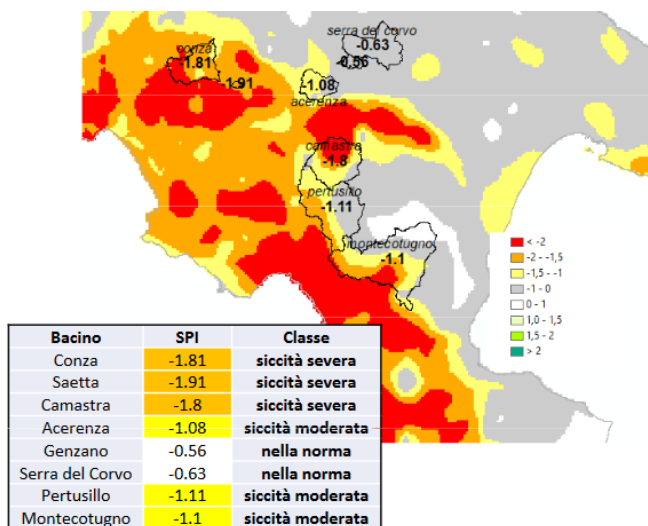 serra del corvo
-0.63
-0.56
conza
-1.81
-1.91
-1.08
acerenza
camastra
-1.8
pertusillo
-1.11
montecotugno
-1.1
< -2
-2 - -1,5
-1,5 - -1
-1 - 0
0 - 1
1,0 - 1,5
1,5 - 2
> 2
Bacino SPI Classe
Conza -1.81 siccità severa
Saetta -1.91 siccità severa
Camastra -1.8 siccità severa
Acerenza -1.08 siccità moderata
Genzano -0.56 nella norma
Serra del Corvo -0.63 nella norma
Pertusillo -1.11 siccità moderata
Montecotugno -1.1 siccità moderata